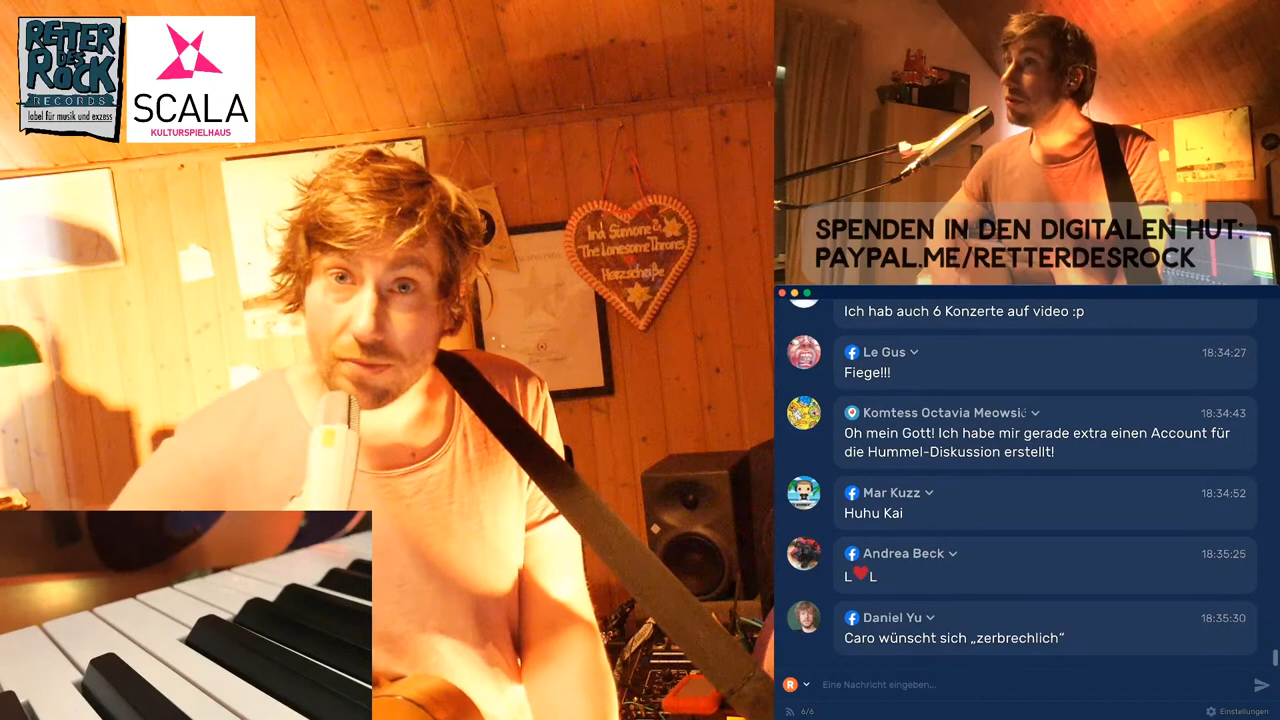 RETTER
DES
ROCK
RECORDS
label für musik und exzess
SCALA
KULTURSPIELHAUS
Ina Simone &
The Lonesome Thrones
Herzscheiße
SPENDEN IN DEN DIGITALEN HUT:
PAYPAL.ME/RETTERDESROCK
Ich hab auch 6 Konzerte auf video :p
Le Gus 18:34:27
Fiege!!!
Komtess Octavia Meowsić 18:34:43
Oh mein Gott! Ich habe mir gerade extra einen Account für
die Hummel-Diskussion erstellt!
Mar Kuzz 18:34:52
Huhu Kai
Andrea Beck 18:35:25
L❤️L
Daniel Yu 18:35:30
Caro wünscht sich „zerbrechlich“
R
Eine Nachricht eingeben...
6/6 Einstellungen